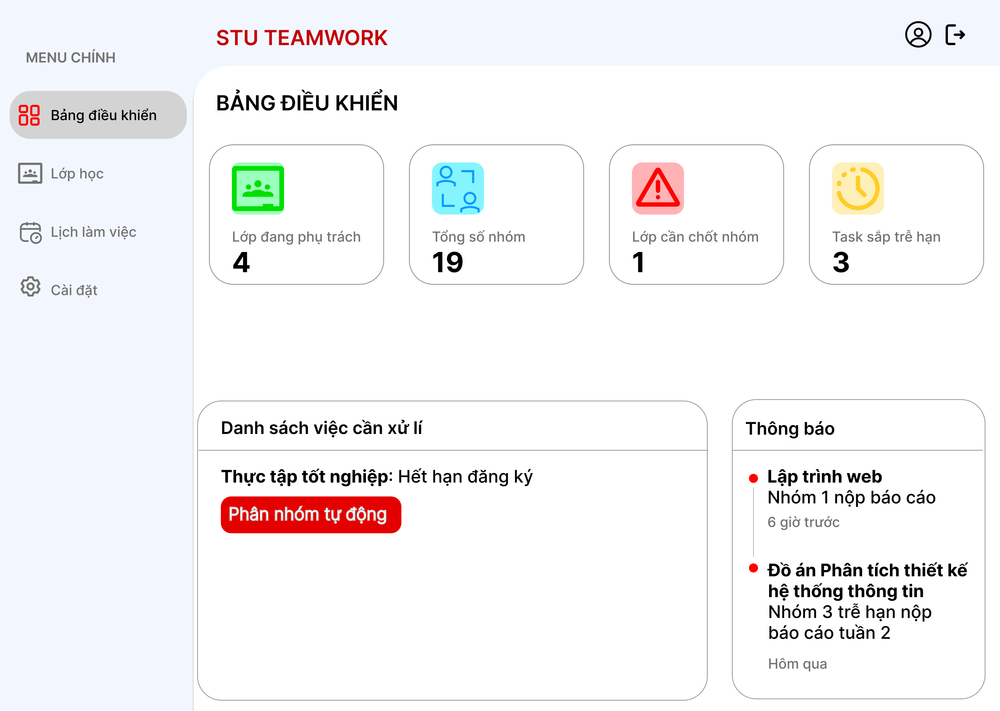 STU TEAMWORK
MENU CHÍNH
Bảng điều khiển
Lớp học
Lịch làm việc
Cài đặt
BẢNG ĐIỀU KHIỂN
Lớp đang phụ trách
4
Tổng số nhóm
19
Lớp cần chốt nhóm
1
Task sắp trễ hạn
3
Danh sách việc cần xử lí
Thực tập tốt nghiệp: Hết hạn đăng ký
Phân nhóm tự động
Thông báo
Lập trình web
Nhóm 1 nộp báo cáo
6 giờ trước
Đồ án Phân tích thiết kế
hệ thống thông tin
Nhóm 3 trễ hạn nộp
báo cáo tuần 2
Hôm qua